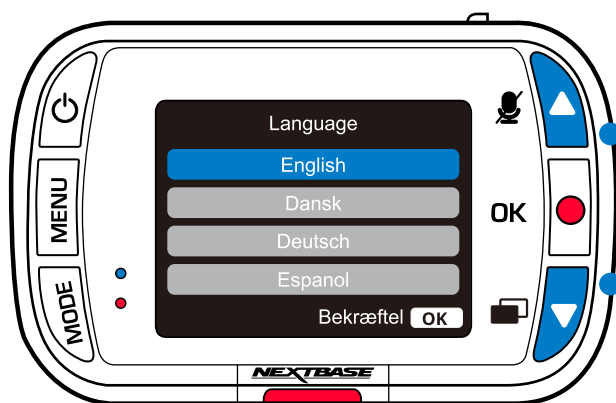 Language
English
Dansk
Deutsch
Espanol
Bekræftel OK
MENU
MODE
OK
NEXTBASE